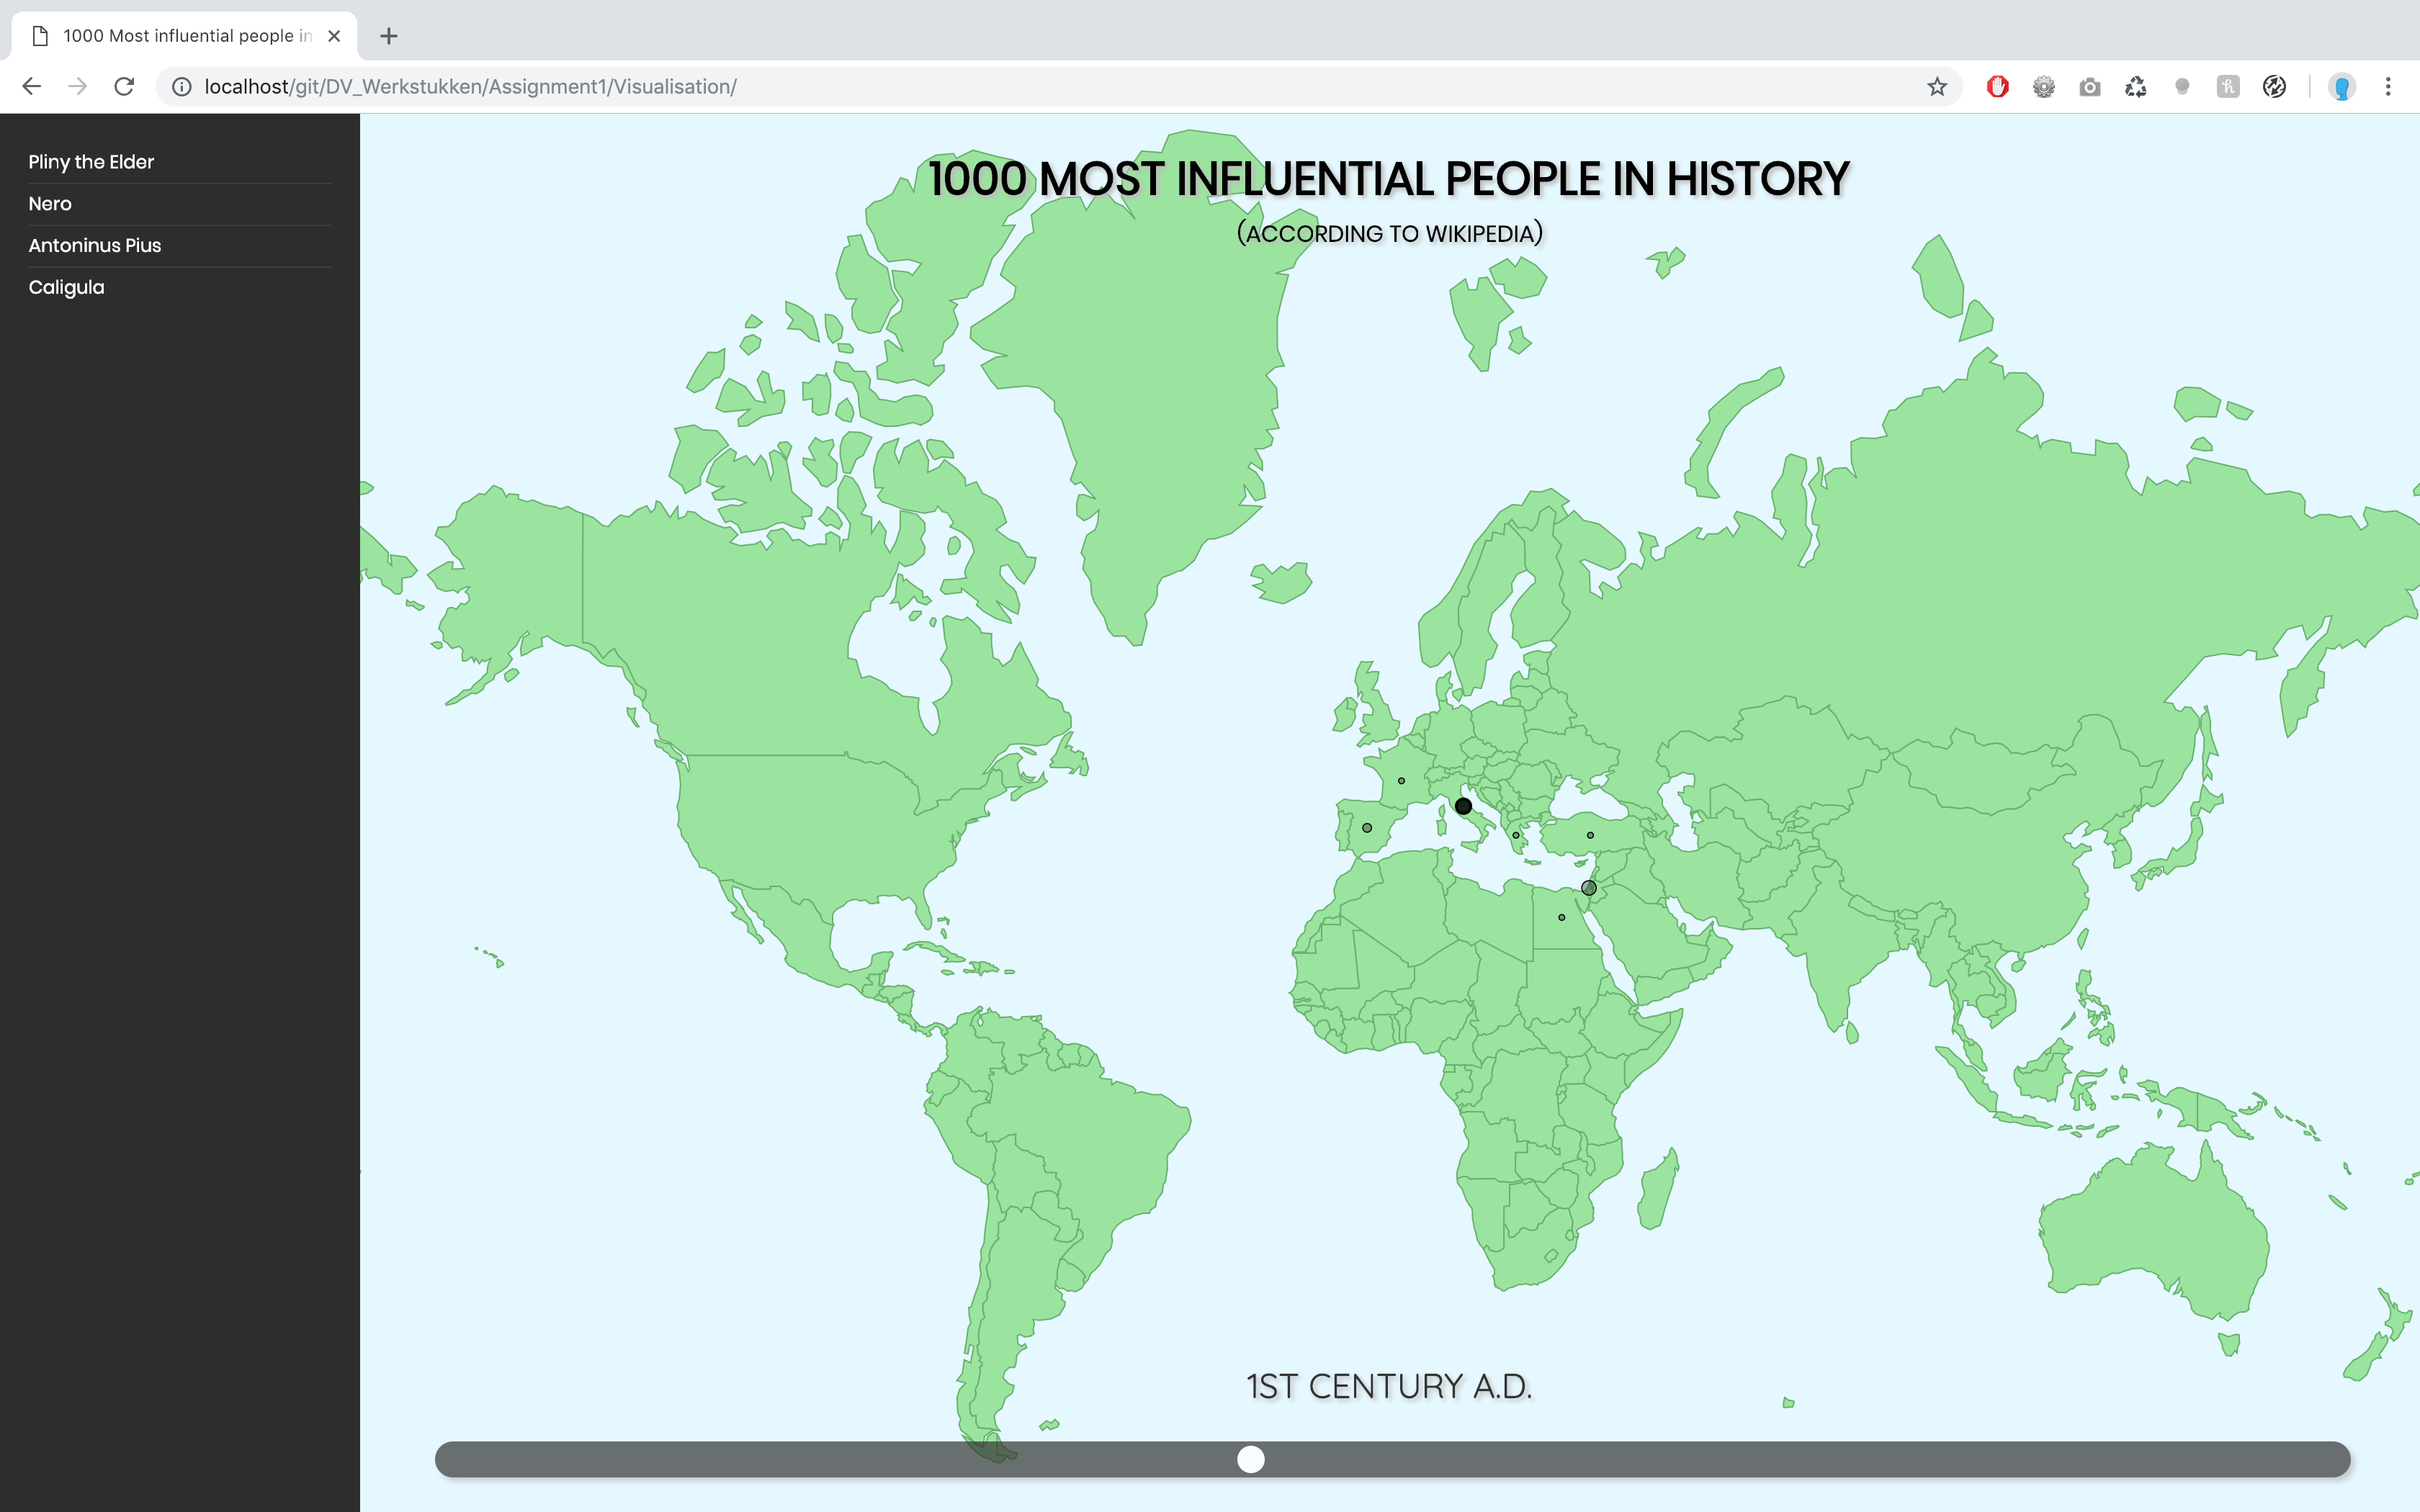 1000 Most influential people in
localhost/git/DV_Werkstukken/Assignment1/Visualisation/
Pliny the Elder
Nero
Antoninus Pius
Caligula
1000 MOST INFLUENTIAL PEOPLE IN HISTORY
(ACCORDING TO WIKIPEDIA)
1ST CENTURY A.D.